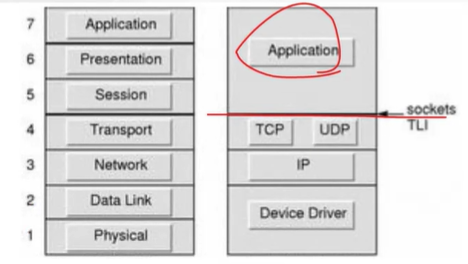 7 Application
6 Presentation
5 Session
4 Transport
3 Network
2 Data Link
1 Physical
Application
sockets
TLI
TCP UDP
IP
Device Driver